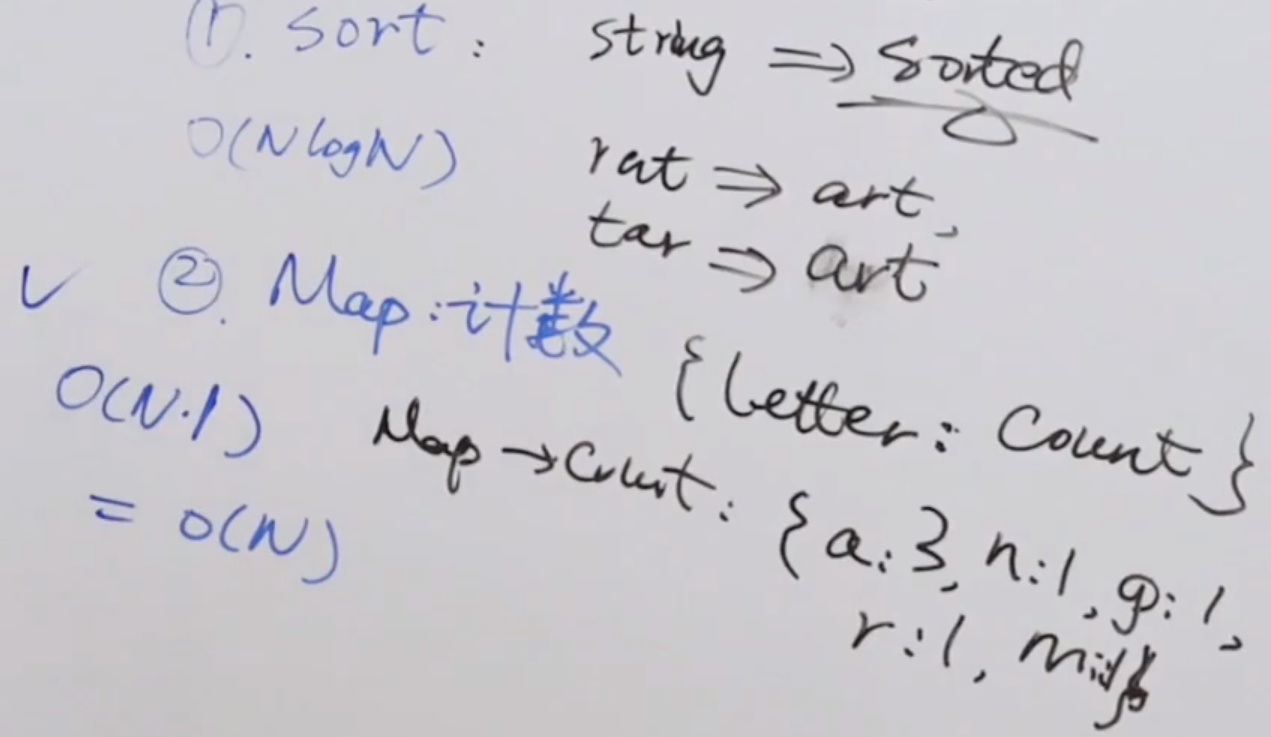 ①. sort: string ⇒ sorted
O(NlogN) rat ⇒ art,
tar ⇒ art
✓ ②. Map:计数
{letter: Count}
O(N·1) Map → Count: {a:3, n:1, g:1,
= O(N) r:1, m:1}